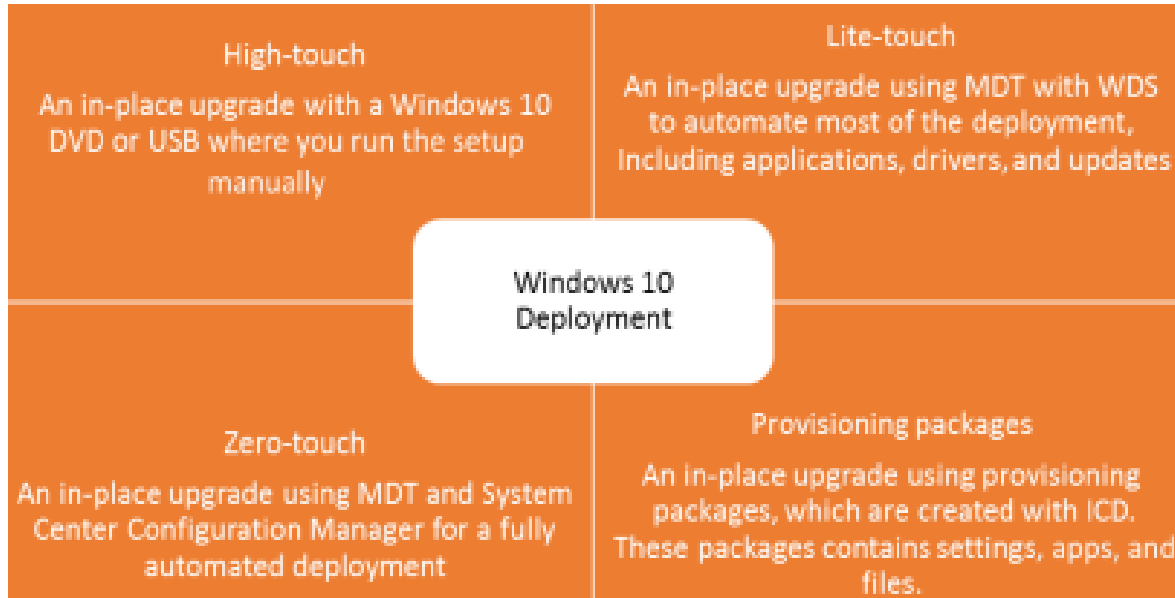 High-touch
An in-place upgrade with a Windows 10
DVD or USB where you run the setup
manually
Lite-touch
An in-place upgrade using MDT with WDS
to automate most of the deployment,
Including applications, drivers, and updates
Windows 10
Deployment
Zero-touch
An in-place upgrade using MDT and System
Center Configuration Manager for a fully
automated deployment
Provisioning packages
An in-place upgrade using provisioning
packages, which are created with ICD.
These packages contains settings, apps, and
files.